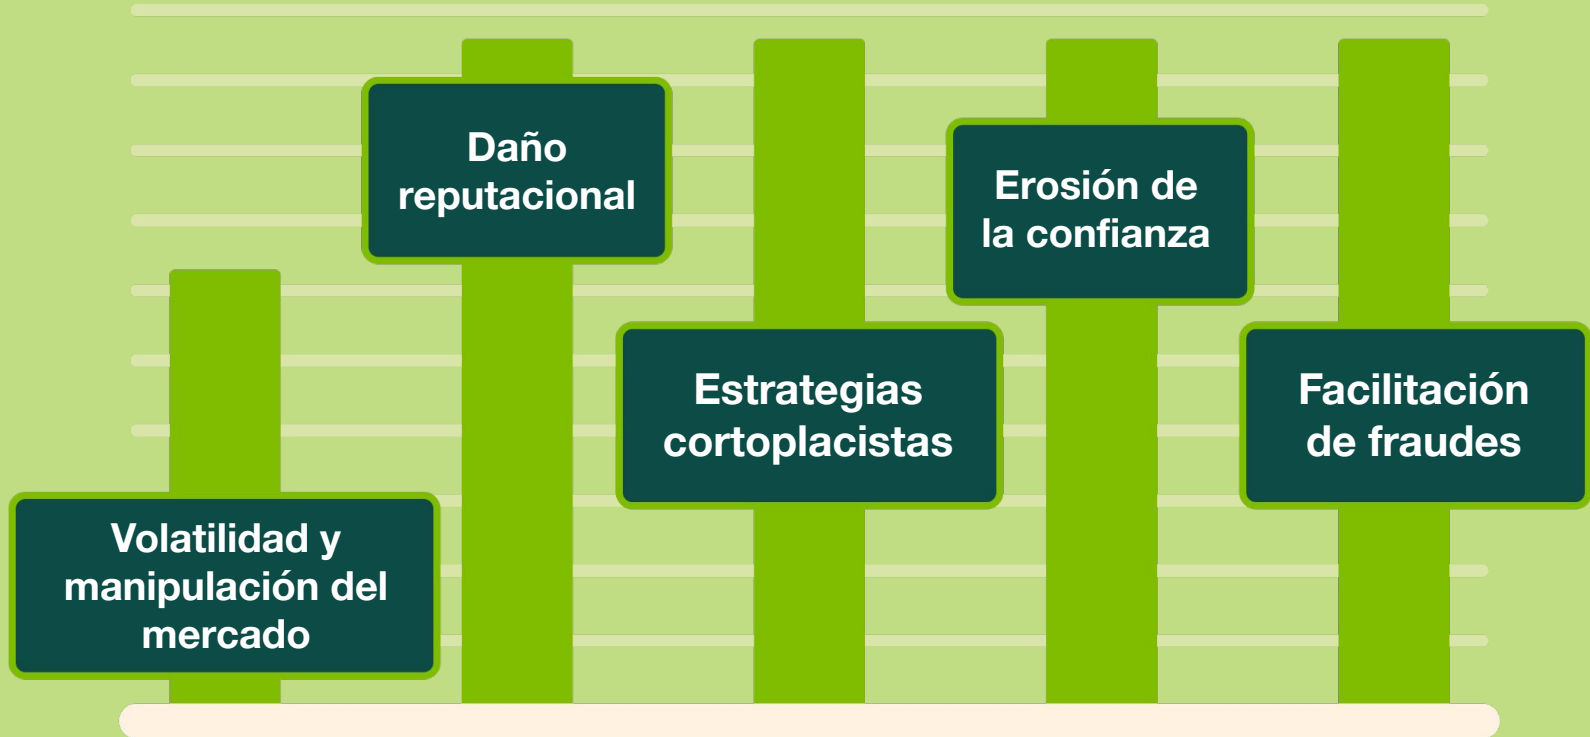 Volatilidad y
manipulación del
mercado
Daño
reputacional
Estrategias
cortoplacistas
Erosión de
la confianza
Facilitación
de fraudes